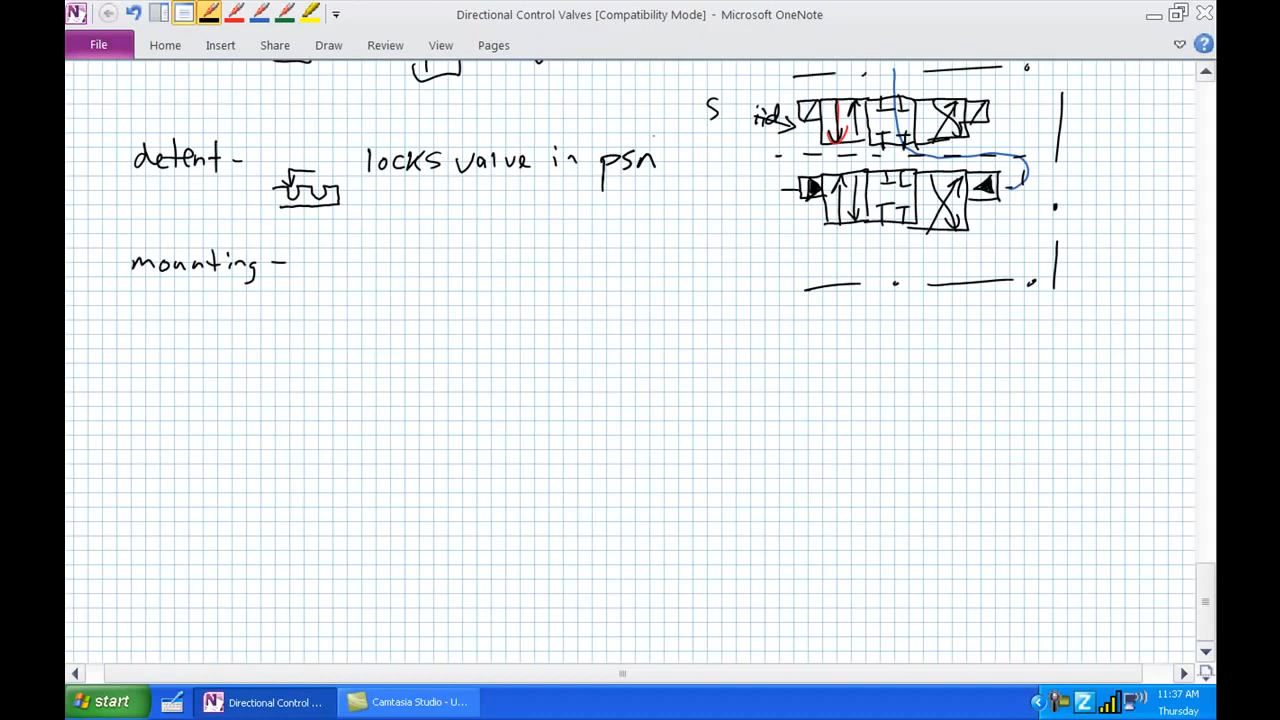 Directional Control Valves [Compatibility Mode] - Microsoft OneNote
File Home Insert Share Draw Review View Pages
S
detent - locks valve in psn
mounting -
start Directional Control ... Camtasia Studio - U... 11:37 AM
Thursday